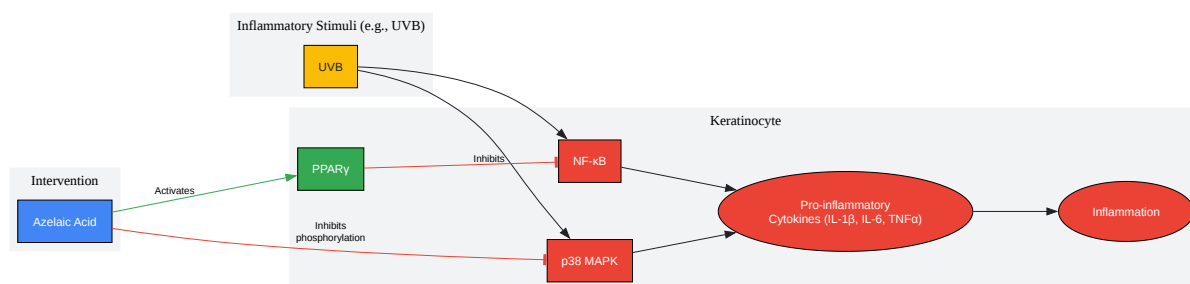 Inflammatory Stimuli (e.g., UVB)
UVB
Keratinocyte
PPARγ
Inhibits
NF-κB
Intervention
Azelaic Acid
Activates
Inhibits
phosphorylation
p38 MAPK
Pro-inflammatory
Cytokines (IL-1β, IL-6, TNFα)
Inflammation